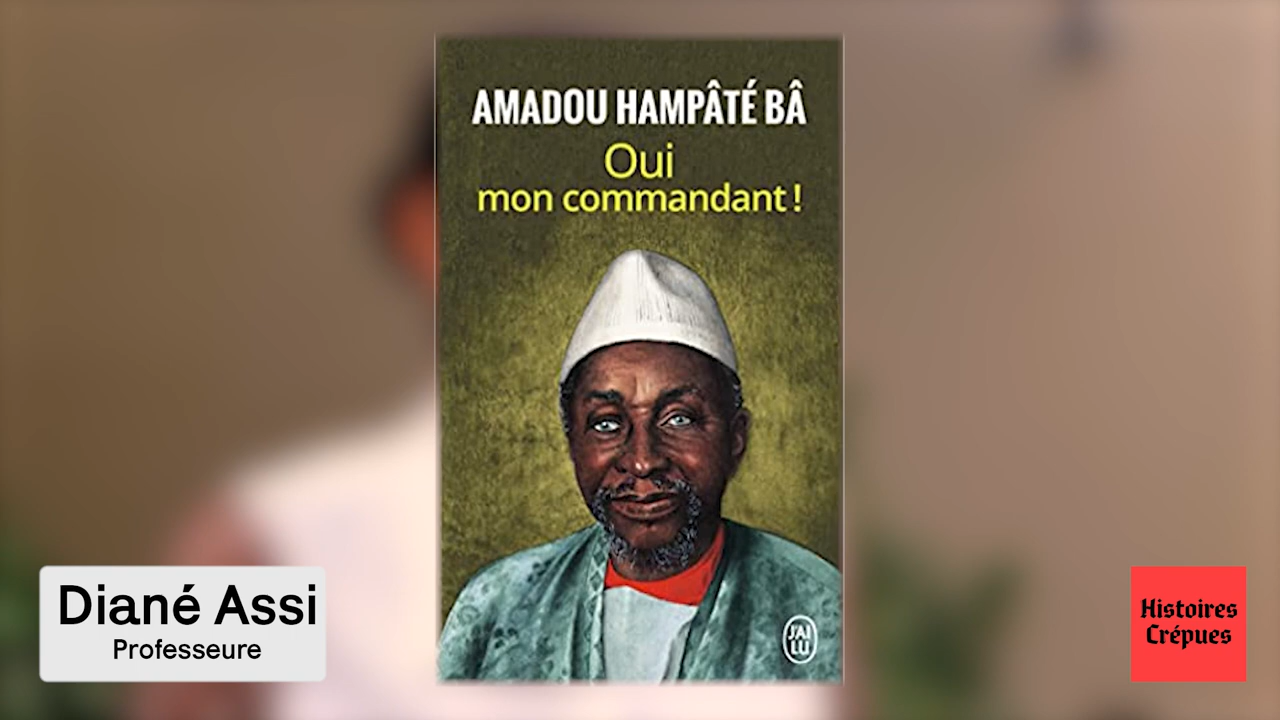 AMADOU HAMPÂTÉ BÂ
Oui
mon commandant !
J'AI
LU
Diané Assi
Professeure
Histoires
Crépues